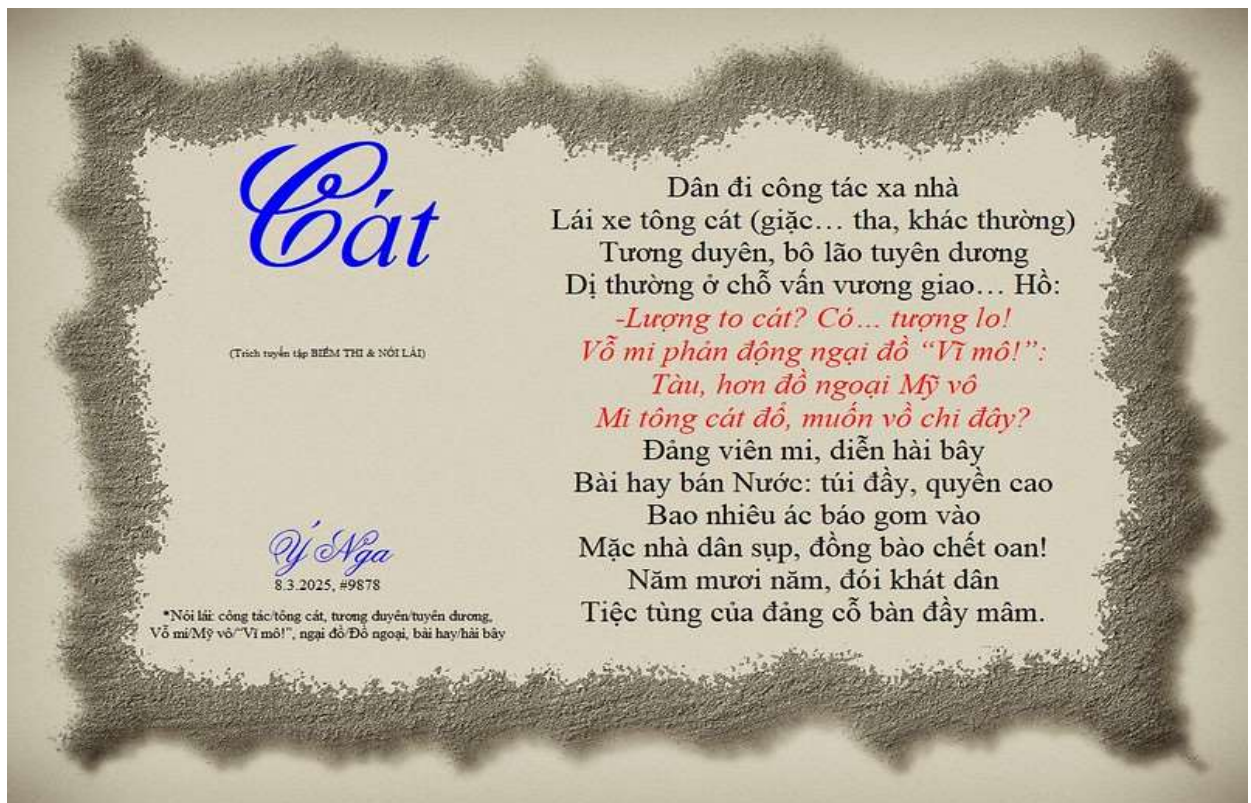 Cát
(Trích tuyển tập BIẾM THI & NÓI LÁI)
Ý Nga
8.3.2025, #9878
*Nói lái: công tác/tông cát, tương duyên/tuyên dương,
Vỗ mi/Mỹ vô/“Vĩ mô!”, ngại đồ/Đồ ngoại, bài hay/hài bây
Dân đi công tác xa nhà
Lái xe tông cát (giặc… tha, khác thường)
Tương duyên, bô lão tuyên dương
Dị thường ở chỗ vấn vương giao… Hồ:
-Lượng to cát? Có… tượng lo!
Vỗ mi phản động ngại đồ “Vĩ mô!”:
Tàu, hơn đồ ngoại Mỹ vô
Mi tông cát đổ, muốn vồ chi đây?
Đảng viên mi, diễn hài bây
Bài hay bán Nước: túi đầy, quyền cao
Bao nhiêu ác báo gom vào
Mặc nhà dân sụp, đồng bào chết oan!
Năm mươi năm, đói khát dân
Tiệc tùng của đảng cỗ bàn đầy mâm.